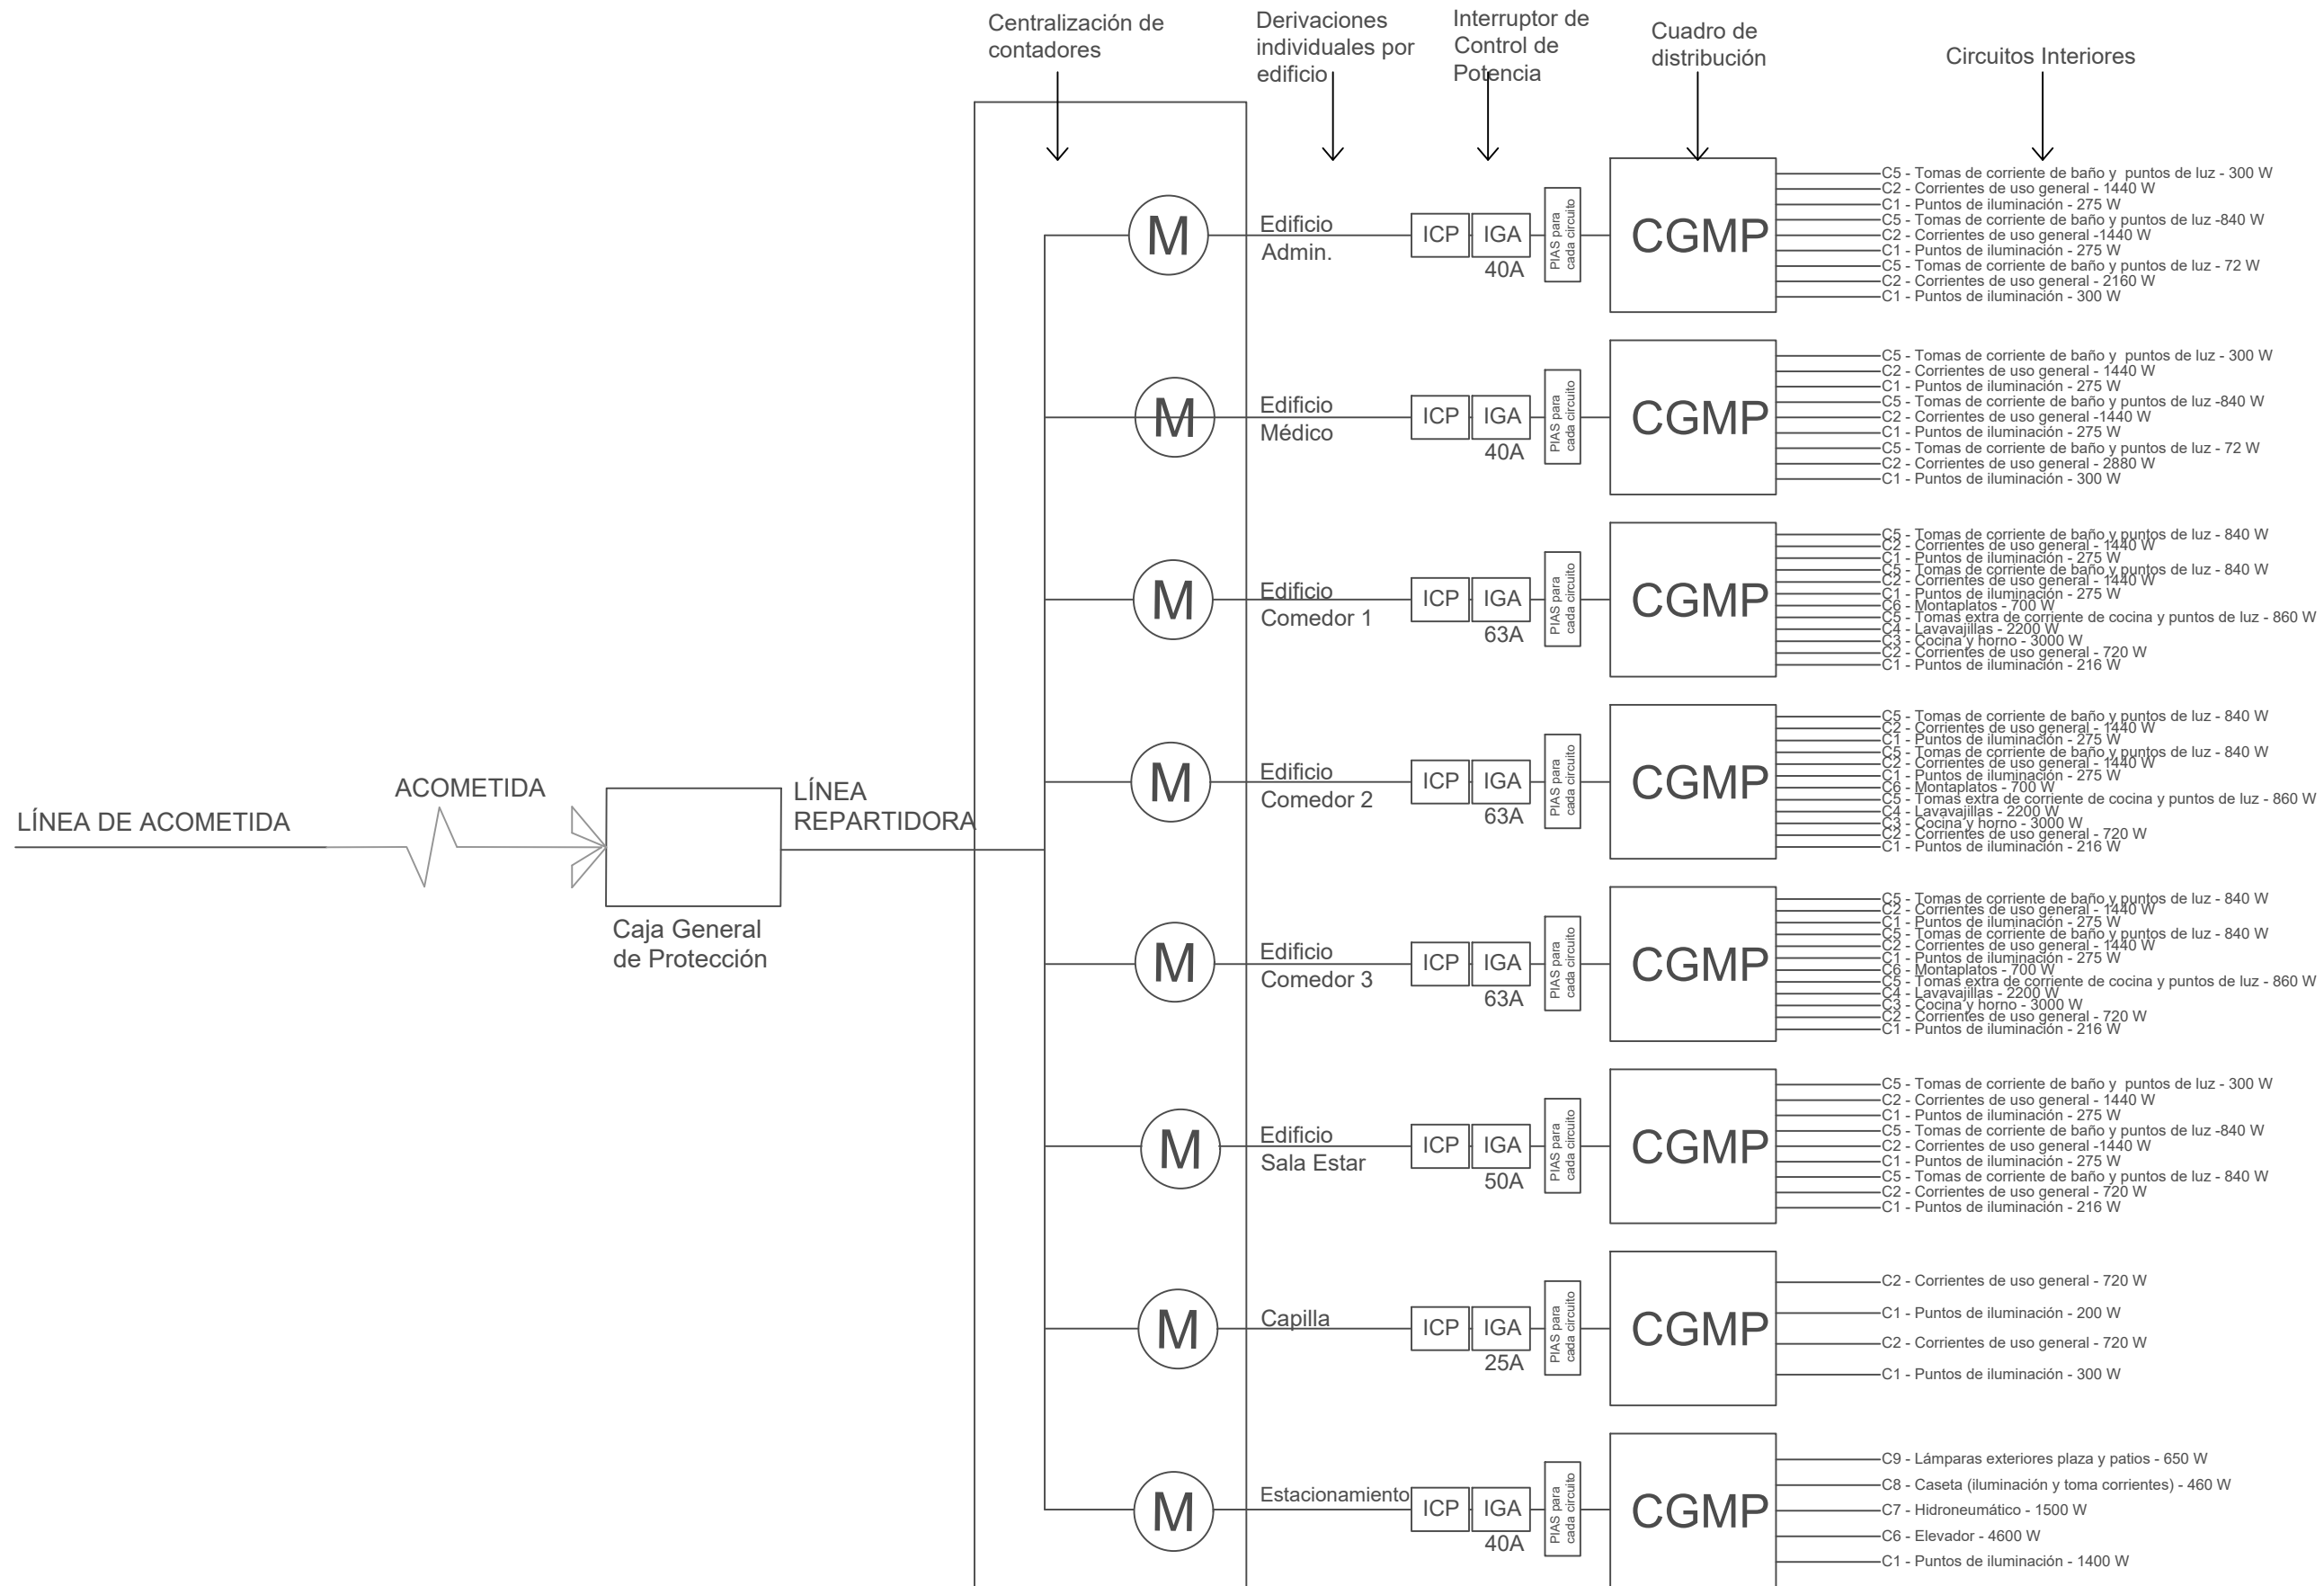 Centralización de
contadores
Derivaciones
individuales por
edificio
Interruptor de
Control de
Potencia
Cuadro de
distribución
Circuitos Interiores
LÍNEA DE ACOMETIDA
ACOMETIDA
Caja General
de Protección
LÍNEA
REPARTIDORA
M
Edificio
Admin.
ICP
IGA
40A
PIAS para
cada circuito
CGMP
C5 - Tomas de corriente de baño y  puntos de luz - 300 W
C2 - Corrientes de uso general - 1440 W
C1 - Puntos de iluminación - 275 W
C5 - Tomas de corriente de baño y puntos de luz -840 W
C2 - Corrientes de uso general -1440 W
C1 - Puntos de iluminación - 275 W
C5 - Tomas de corriente de baño y puntos de luz - 72 W
C2 - Corrientes de uso general - 2160 W
C1 - Puntos de iluminación - 300 W
M
Edificio
Médico
ICP
IGA
40A
PIAS para
cada circuito
CGMP
C5 - Tomas de corriente de baño y  puntos de luz - 300 W
C2 - Corrientes de uso general - 1440 W
C1 - Puntos de iluminación - 275 W
C5 - Tomas de corriente de baño y puntos de luz -840 W
C2 - Corrientes de uso general -1440 W
C1 - Puntos de iluminación - 275 W
C5 - Tomas de corriente de baño y puntos de luz - 72 W
C2 - Corrientes de uso general - 2880 W
C1 - Puntos de iluminación - 300 W
M
Edificio
Comedor 1
ICP
IGA
63A
PIAS para
cada circuito
CGMP
C5 - Tomas de corriente de baño y puntos de luz - 840 W
C2 - Corrientes de uso general - 1440 W
C1 - Puntos de iluminación - 275 W
C5 - Tomas de corriente de baño y puntos de luz - 840 W
C2 - Corrientes de uso general - 1440 W
C1 - Puntos de iluminación - 275 W
C6 - Montaplatos - 700 W
C5 - Tomas extra de corriente de cocina y puntos de luz - 860 W
C4 - Lavavajillas - 2200 W
C3 - Cocina y horno - 3000 W
C2 - Corrientes de uso general - 720 W
C1 - Puntos de iluminación - 216 W
M
Edificio
Comedor 2
ICP
IGA
63A
PIAS para
cada circuito
CGMP
C5 - Tomas de corriente de baño y puntos de luz - 840 W
C2 - Corrientes de uso general - 1440 W
C1 - Puntos de iluminación - 275 W
C5 - Tomas de corriente de baño y puntos de luz - 840 W
C2 - Corrientes de uso general - 1440 W
C1 - Puntos de iluminación - 275 W
C6 - Montaplatos - 700 W
C5 - Tomas extra de corriente de cocina y puntos de luz - 860 W
C4 - Lavavajillas - 2200 W
C3 - Cocina y horno - 3000 W
C2 - Corrientes de uso general - 720 W
C1 - Puntos de iluminación - 216 W
M
Edificio
Comedor 3
ICP
IGA
63A
PIAS para
cada circuito
CGMP
C5 - Tomas de corriente de baño y puntos de luz - 840 W
C2 - Corrientes de uso general - 1440 W
C1 - Puntos de iluminación - 275 W
C5 - Tomas de corriente de baño y puntos de luz - 840 W
C2 - Corrientes de uso general - 1440 W
C1 - Puntos de iluminación - 275 W
C6 - Montaplatos - 700 W
C5 - Tomas extra de corriente de cocina y puntos de luz - 860 W
C4 - Lavavajillas - 2200 W
C3 - Cocina y horno - 3000 W
C2 - Corrientes de uso general - 720 W
C1 - Puntos de iluminación - 216 W
M
Edificio
Sala Estar
ICP
IGA
50A
PIAS para
cada circuito
CGMP
C5 - Tomas de corriente de baño y  puntos de luz - 300 W
C2 - Corrientes de uso general - 1440 W
C1 - Puntos de iluminación - 275 W
C5 - Tomas de corriente de baño y puntos de luz -840 W
C2 - Corrientes de uso general -1440 W
C1 - Puntos de iluminación - 275 W
C5 - Tomas de corriente de baño y puntos de luz - 840 W
C2 - Corrientes de uso general - 720 W
C1 - Puntos de iluminación - 216 W
M
Capilla
ICP
IGA
25A
PIAS para
cada circuito
CGMP
C2 - Corrientes de uso general - 720 W
C1 - Puntos de iluminación - 200 W
C2 - Corrientes de uso general - 720 W
C1 - Puntos de iluminación - 300 W
M
Estacionamiento
ICP
IGA
40A
PIAS para
cada circuito
CGMP
C9 - Lámparas exteriores plaza y patios - 650 W
C8 - Caseta (iluminación y toma corrientes) - 460 W
C7 - Hidroneumático - 1500 W
C6 - Elevador - 4600 W
C1 - Puntos de iluminación - 1400 W